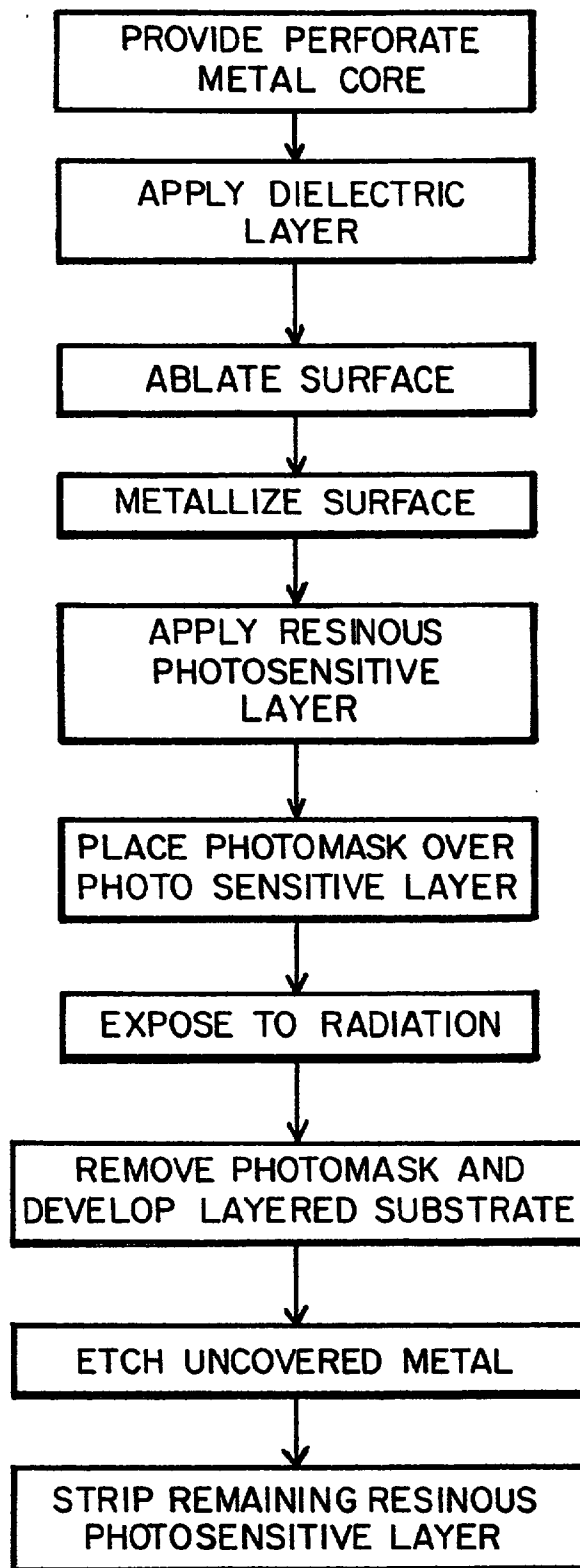 PROVIDE PERFORATE
METAL CORE
APPLY DIELECTRIC
LAYER
ABLATE SURFACE
METALLIZE SURFACE
APPLY RESINOUS
PHOTOSENSITIVE
LAYER
PLACE PHOTOMASK OVER
PHOTO SENSITIVE LAYER
EXPOSE TO RADIATION
REMOVE PHOTOMASK AND
DEVELOP LAYERED SUBSTRATE
ETCH UNCOVERED METAL
STRIP REMAINING RESINOUS
PHOTOSENSITIVE LAYER